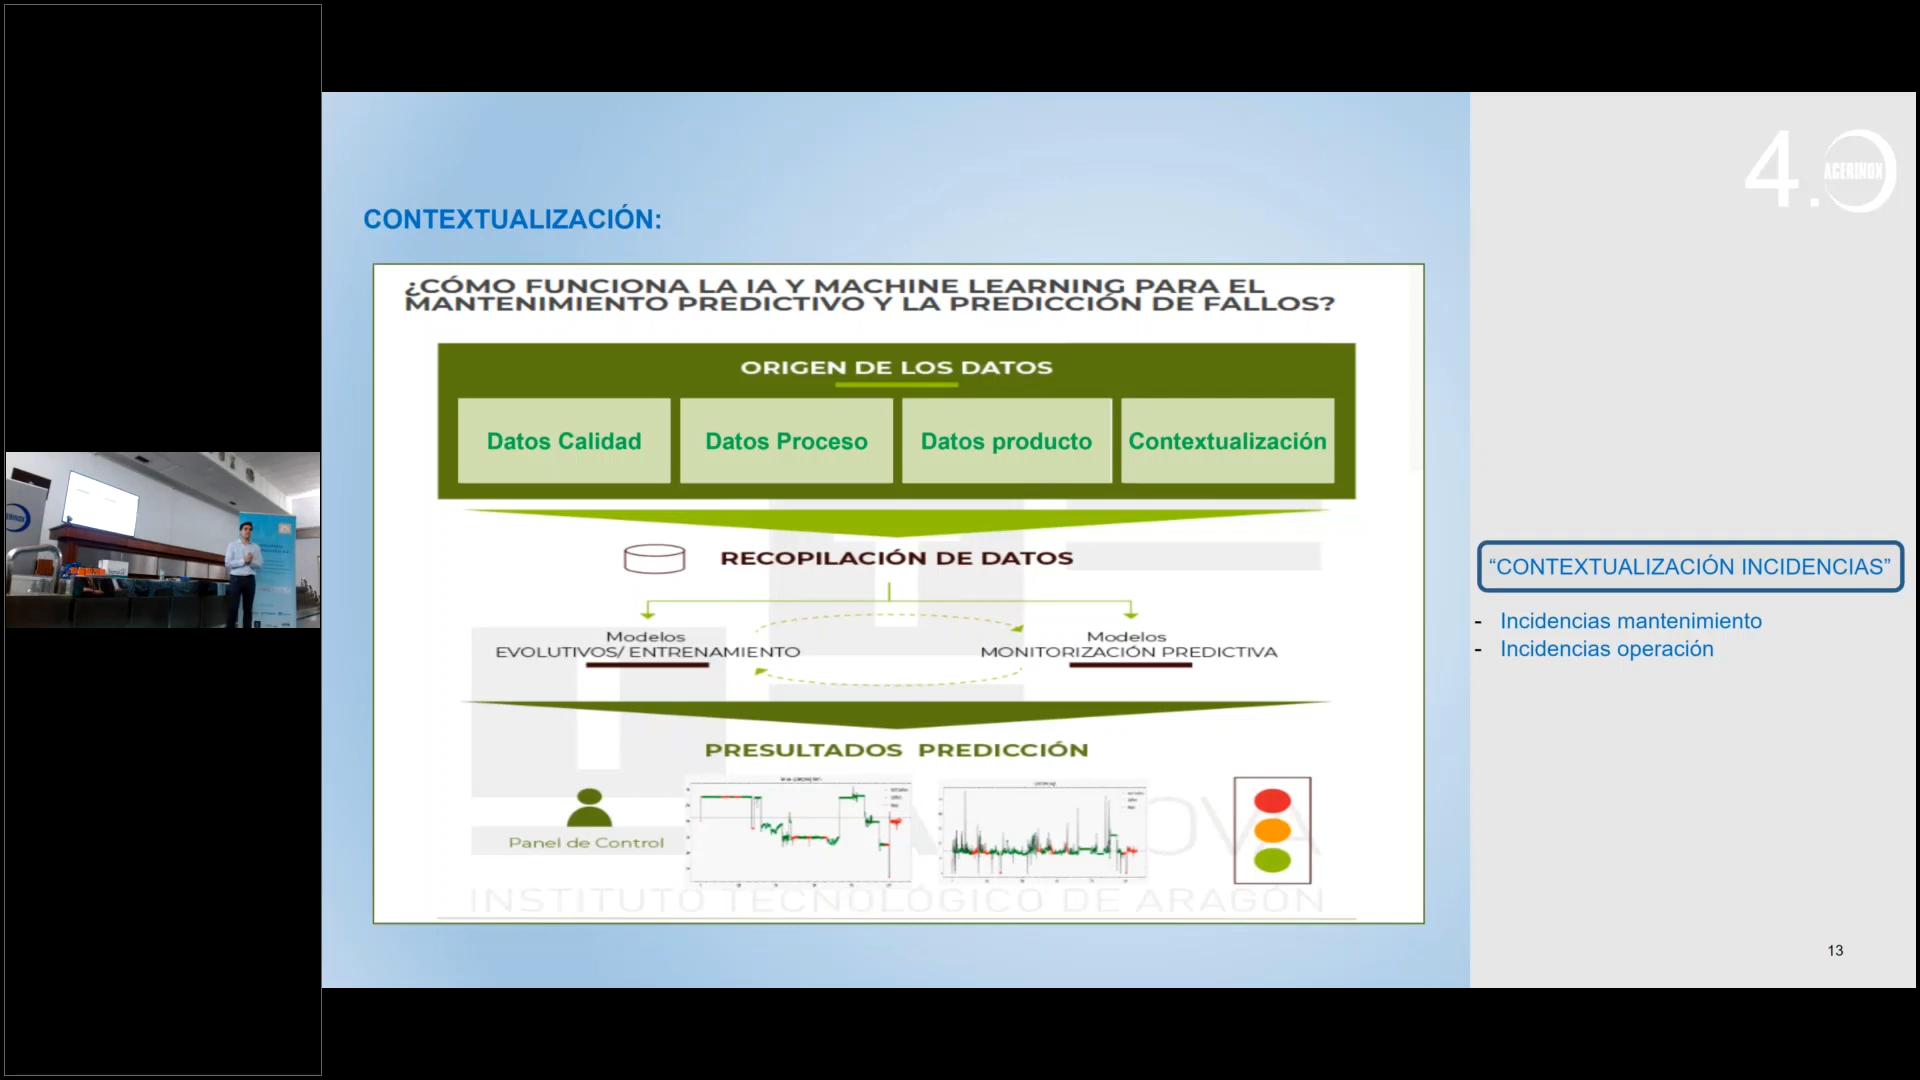 4.0
ACERINOX
CONTEXTUALIZACIÓN:
¿CÓMO FUNCIONA LA IA Y MACHINE LEARNING PARA EL
MANTENIMIENTO PREDICTIVO Y LA PREDICCIÓN DE FALLOS?
ORIGEN DE LOS DATOS
Datos Calidad
Datos Proceso
Datos producto
Contextualización
RECOPILACIÓN DE DATOS
Modelos
EVOLUTIVOS/ ENTRENAMIENTO
Modelos
MONITORIZACIÓN PREDICTIVA
PRESULTADOS PREDICCIÓN
Panel de Control
INSTITUTO TECNOLÓGICO DE ARAGÓN
“CONTEXTUALIZACIÓN INCIDENCIAS”
- Incidencias mantenimiento
- Incidencias operación
13